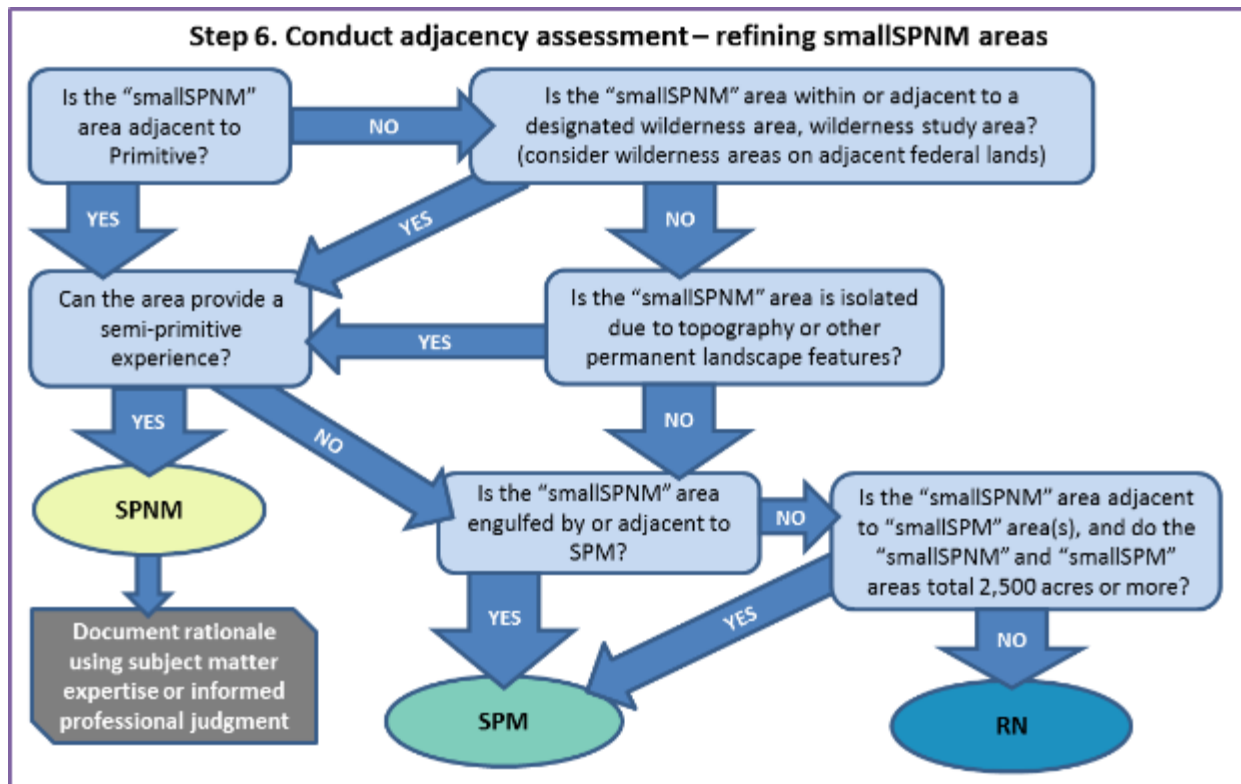 Step 6. Conduct adjacency assessment – refining smallSPNM areas
Is the “smallSPNM”
area adjacent to
Primitive?
NO
Is the “smallSPNM” area within or adjacent to a
designated wilderness area, wilderness study area?
(consider wilderness areas on adjacent federal lands)
YES
YES
NO
Can the area provide a
semi-primitive
experience?
YES
Is the “smallSPNM” area is isolated
due to topography or other
permanent landscape features?
YES
NO
NO
SPNM
Is the “smallSPNM” area
engulfed by or adjacent to
SPM?
NO
Is the “smallSPNM” area adjacent
to “smallSPM” area(s), and do the
“smallSPNM” and “smallSPM”
areas total 2,500 acres or more?
Document rationale
using subject matter
expertise or informed
professional judgment
YES
YES
NO
SPM
RN